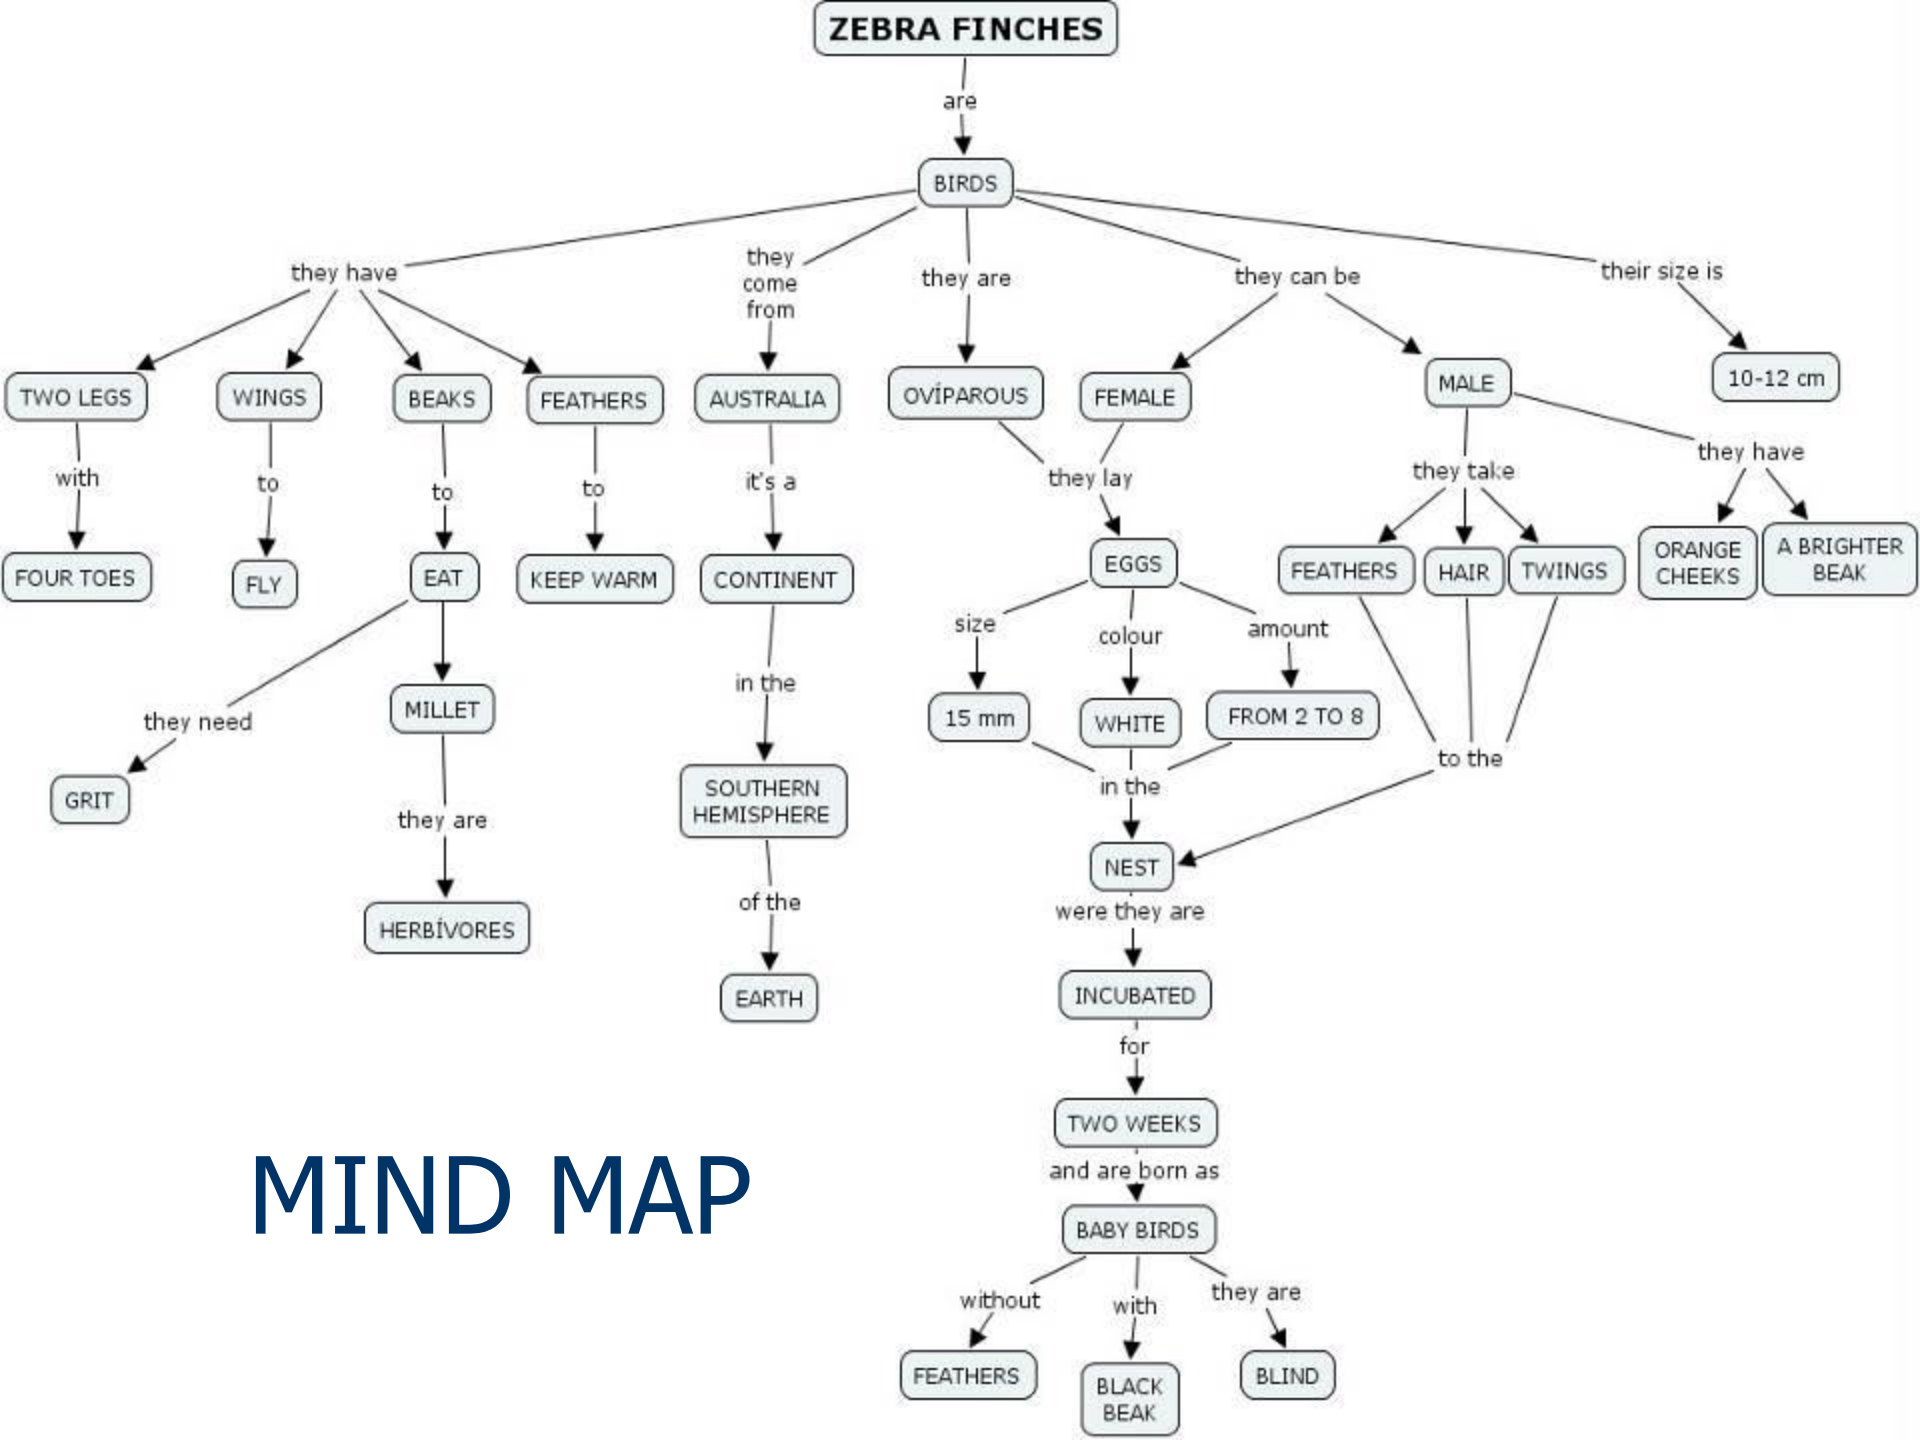 ZEBRA FINCHES
are
BIRDS
they have
they
come
from
they are
they can be
their size is
TWO LEGS
WINGS
BEAKS
FEATHERS
AUSTRALIA
OVÍPAROUS
FEMALE
MALE
10-12 cm
with
to
to
to
it's a
they lay
they take
they have
FOUR TOES
FLY
EAT
KEEP WARM
CONTINENT
EGGS
FEATHERS
HAIR
TWINGS
ORANGE
CHEEKS
A BRIGHTER
BEAK
size
colour
amount
they need
MILLET
in the
15 mm
WHITE
FROM 2 TO 8
to the
GRIT
they are
SOUTHERN
HEMISPHERE
in the
NEST
HERBÍVORES
of the
were they are
EARTH
INCUBATED
for
TWO WEEKS
and are born as
MIND MAP
BABY BIRDS
without
with
they are
FEATHERS
BLACK
BEAK
BLIND